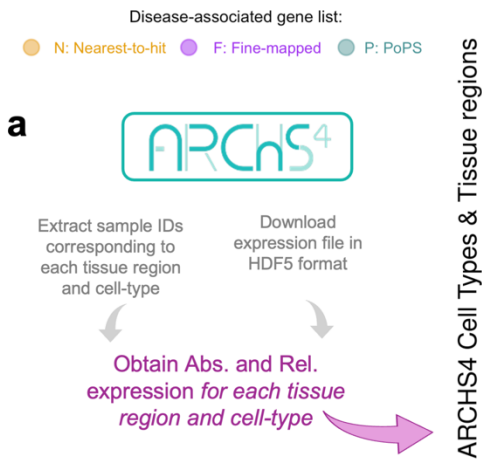 Disease-associated gene list:
N: Nearest-to-hit F: Fine-mapped P: PoPS
a
ARCHS4
Extract sample IDs
corresponding to
each tissue region
and cell-type
Download
expression file in
HDF5 format
Obtain Abs. and Rel.
expression for each tissue
region and cell-type
ARCHS4 Cell Types & Tissue regions